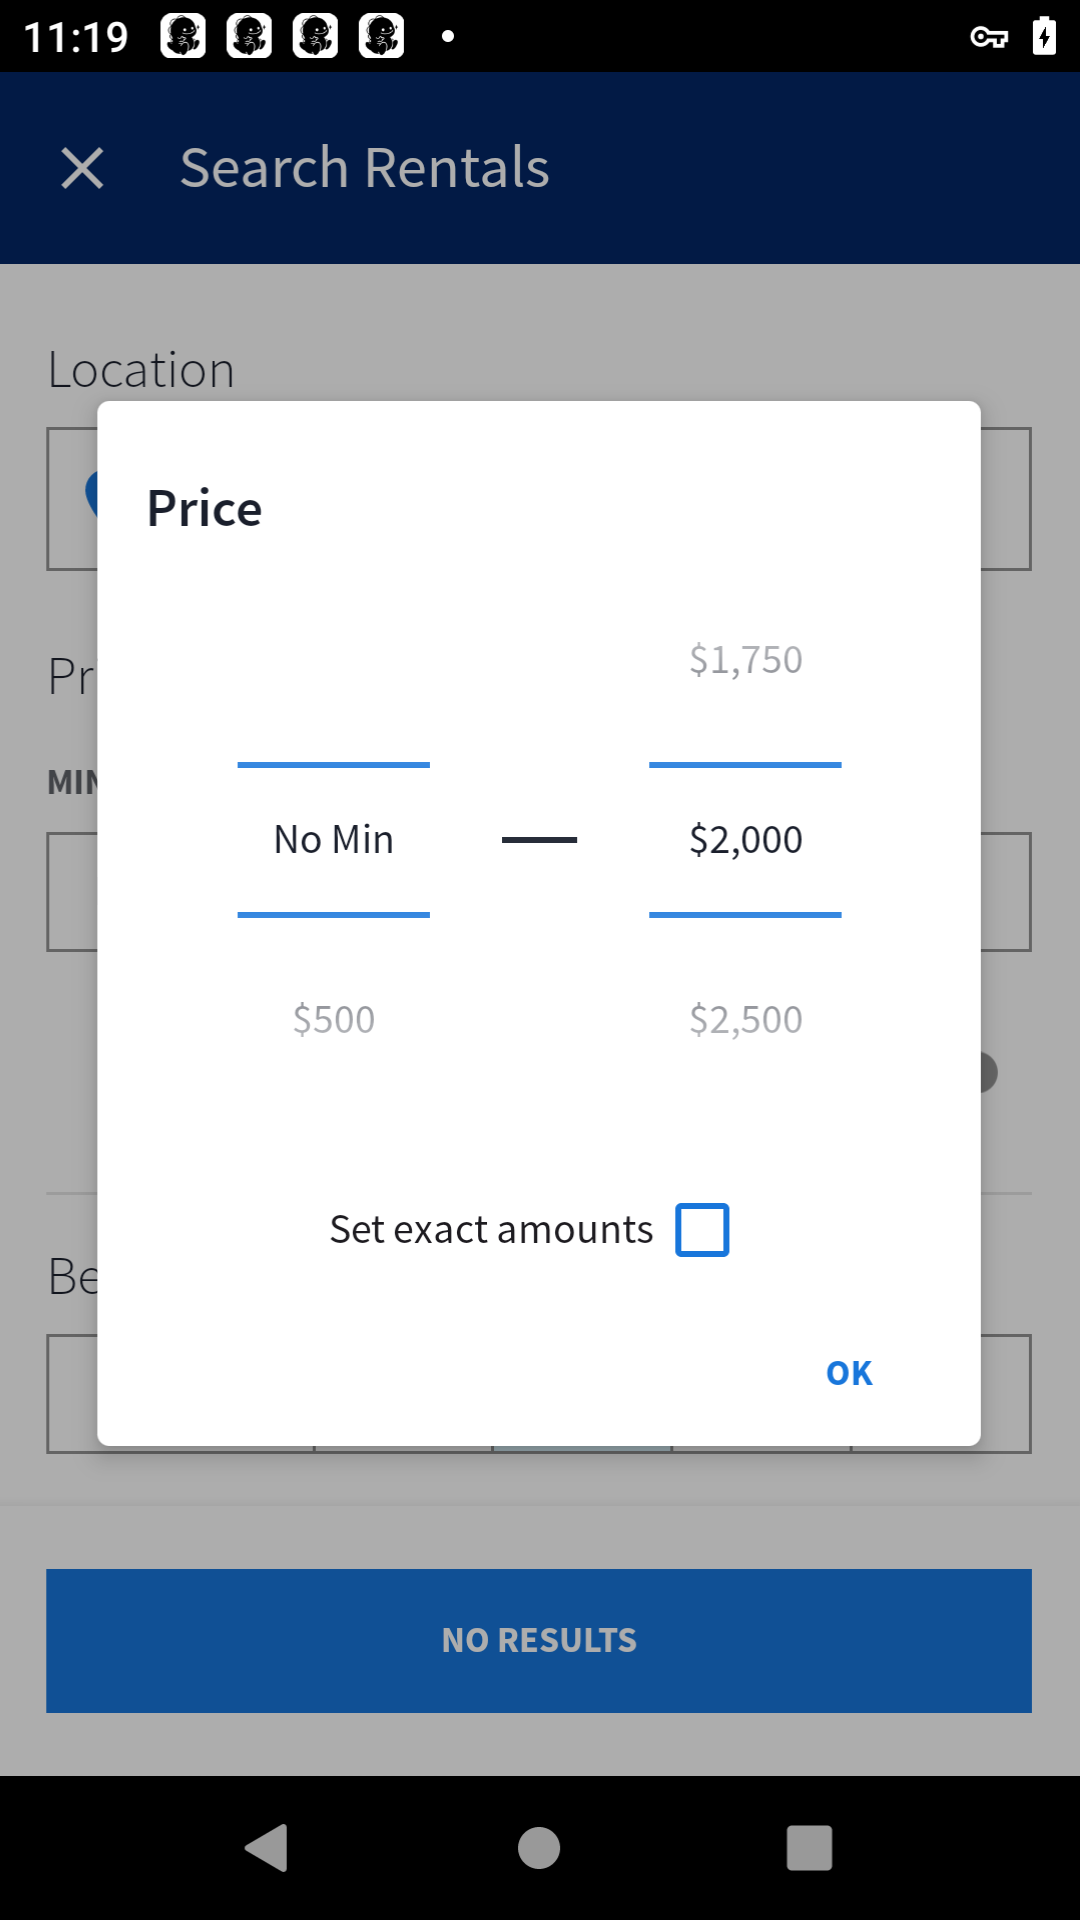 11:19
Search Rentals
Location
Price
$1,750
Pr
MIN
No Min
$2,000
$500
$2,500
Set exact amounts
Be
OK
NO RESULTS